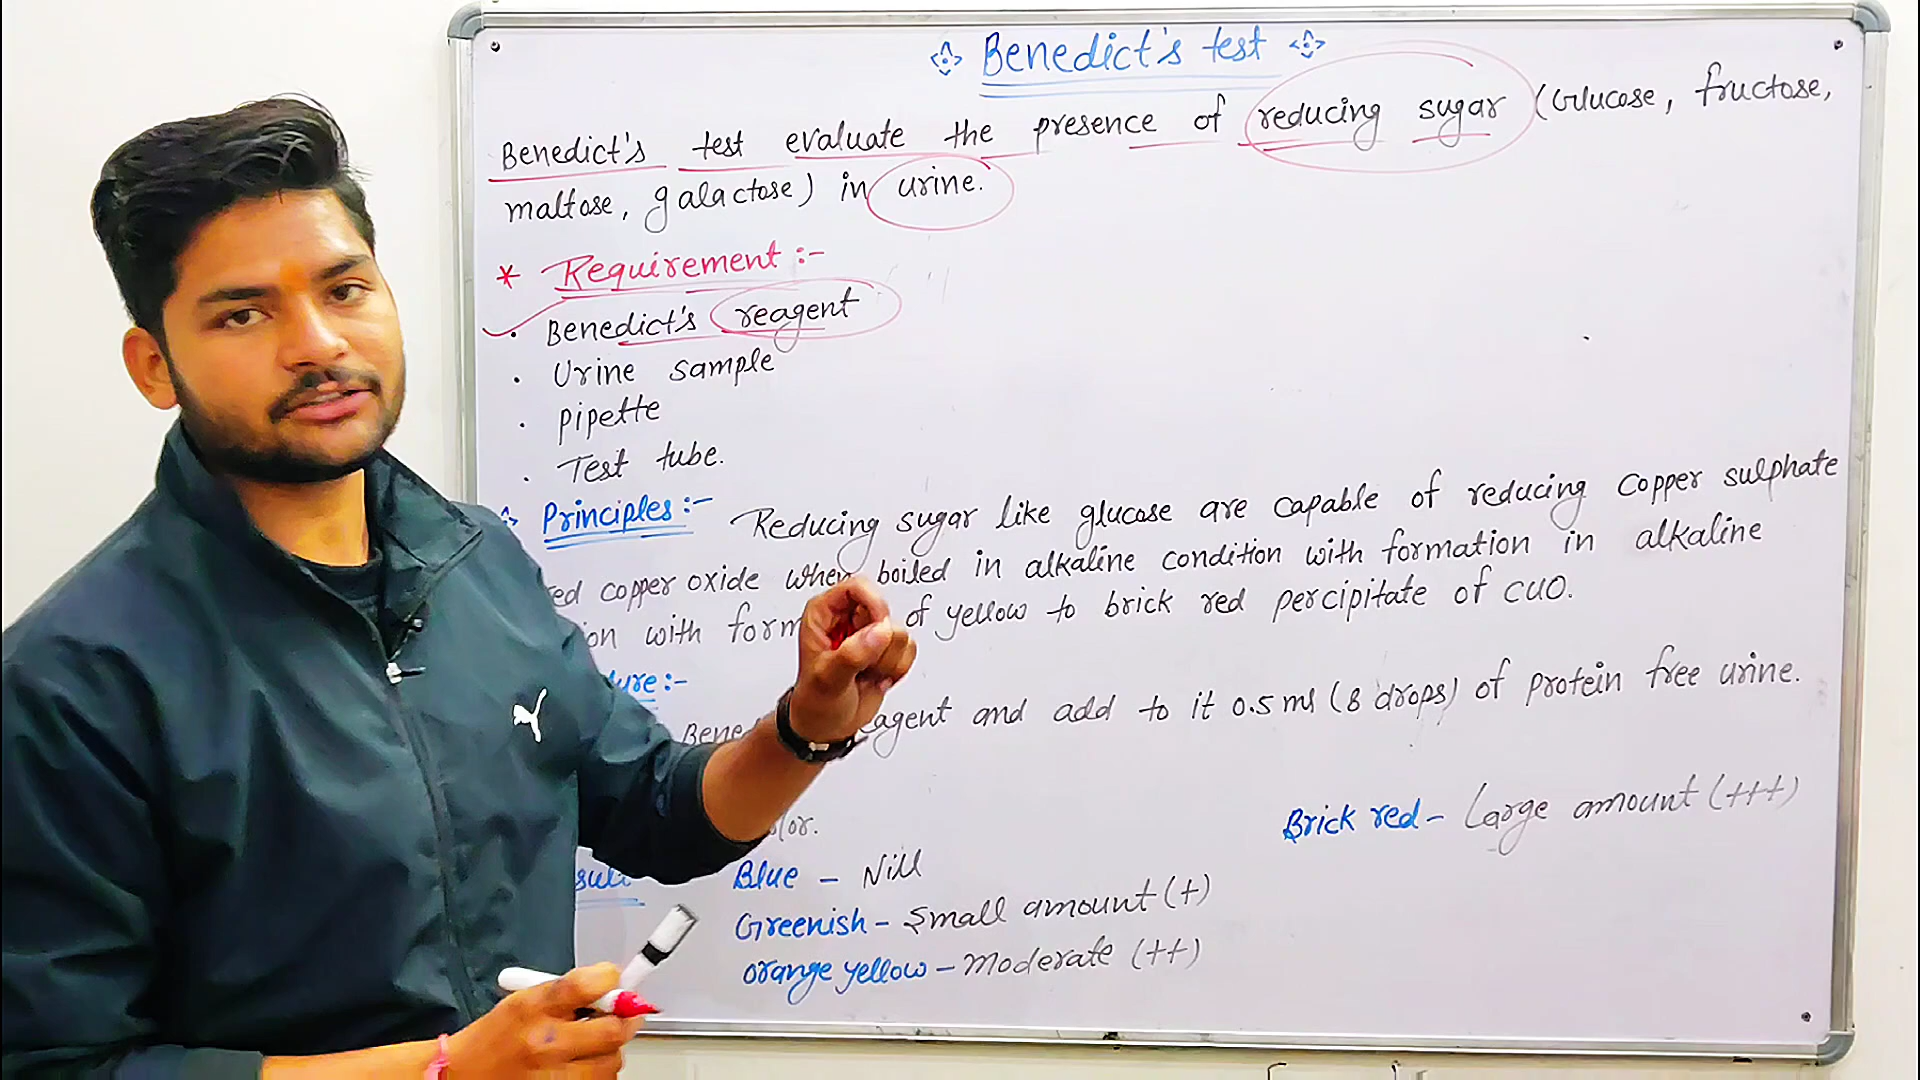 Benedict's test
Benedict's test evaluate the presence of reducing sugar (Glucose, fructose,
maltose, galactose) in urine.
* Requirement :-
· Benedict's reagent
· Urine sample
· Pipette
· Test tube.
Principles :- Reducing sugar like glucose are capable of reducing copper sulphate
copper oxide when boiled in alkaline condition with formation in alkaline
with of yellow to brick red percipitate of CUO.
:-
and add to it 0.5 ml (8 drops) of protein free urine.
Brick red - Large amount (+++)
Blue - Nill
Greenish - Small amount (+)
orange yellow - Moderate (++)